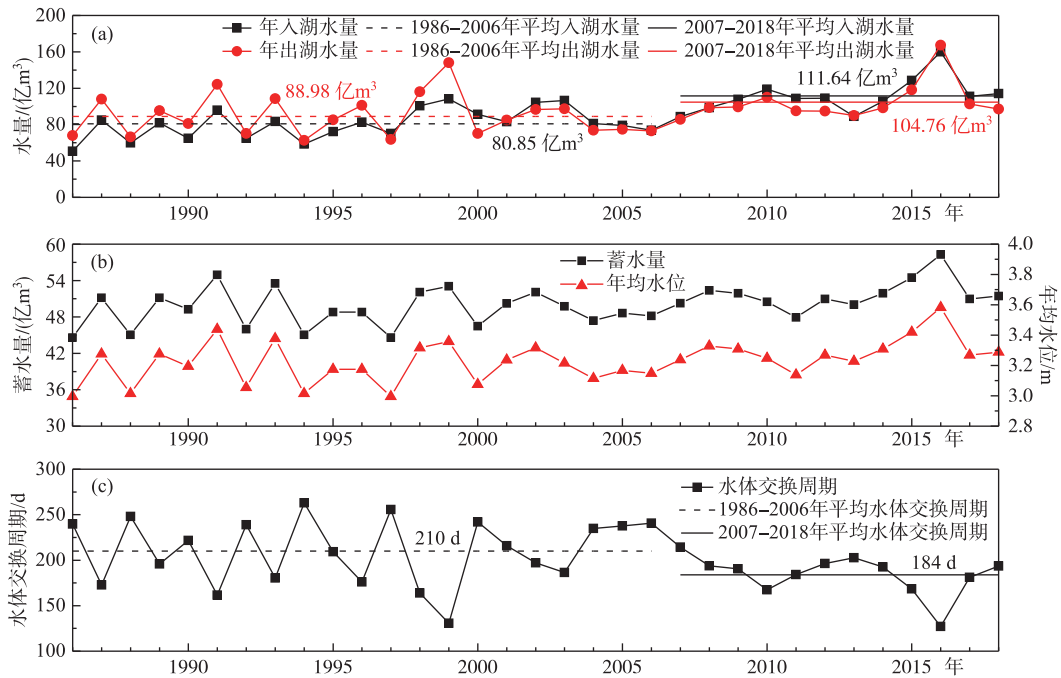 (a)
年入湖水量
1986–2006年平均入湖水量
2007–2018年平均入湖水量
年出湖水量
1986–2006年平均出湖水量
2007–2018年平均出湖水量
水量(亿m³)
200
160
120
80
40
0
88.98 亿m³
80.85 亿m³
111.64 亿m³
104.76 亿m³
1990
1995
2000
2005
2010
2015
年
(b)
蓄水量
年均水位
蓄水量/(亿m³)
60
54
48
42
36
30
年均水位/m
4.0
3.8
3.6
3.4
3.2
3.0
2.8
1990
1995
2000
2005
2010
2015
年
(c)
水体交换周期
1986–2006年平均水体交换周期
2007–2018年平均水体交换周期
水体交换周期/d
300
250
200
150
100
210 d
184 d
1990
1995
2000
2005
2010
2015
年